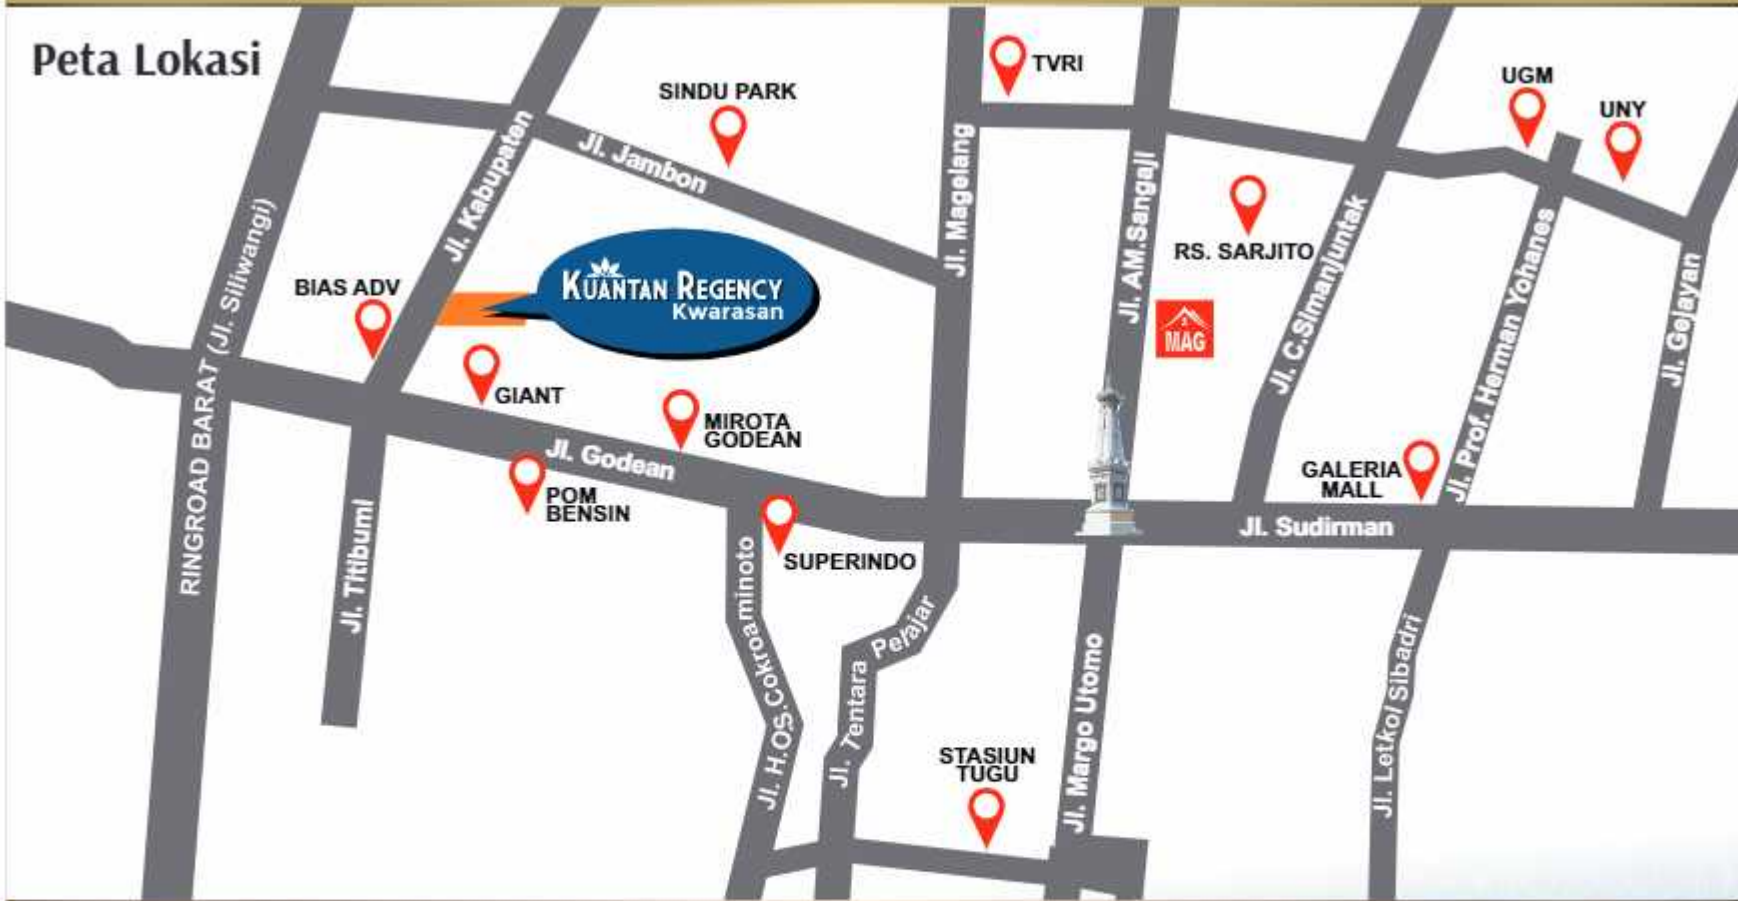 Peta Lokasi
SINDU PARK
TVRI
UGM
UNY
Jl. Jambon
Jl. Kabupaten
Jl. Magelang
Jl. AM.Sangaji
RS. SARJITO
Jl. C.Simanjuntak
Jl. Prof. Herman Yohanes
Jl. Gejayan
RINGROAD BARAT (Jl. Siliwangi)
BIAS ADV
KUANTAN REGENCY
Kwarasan
MAG
GIANT
MIROTA
GODEAN
Jl. Godean
POM
BENSIN
GALERIA
MALL
Jl. Sudirman
SUPERINDO
Jl. Titibumi
Jl. H.OS.Cokroaminoto
Jl. Tentara Pelajar
STASIUN
TUGU
Jl. Margo Utomo
Jl. Letkol Sibadri